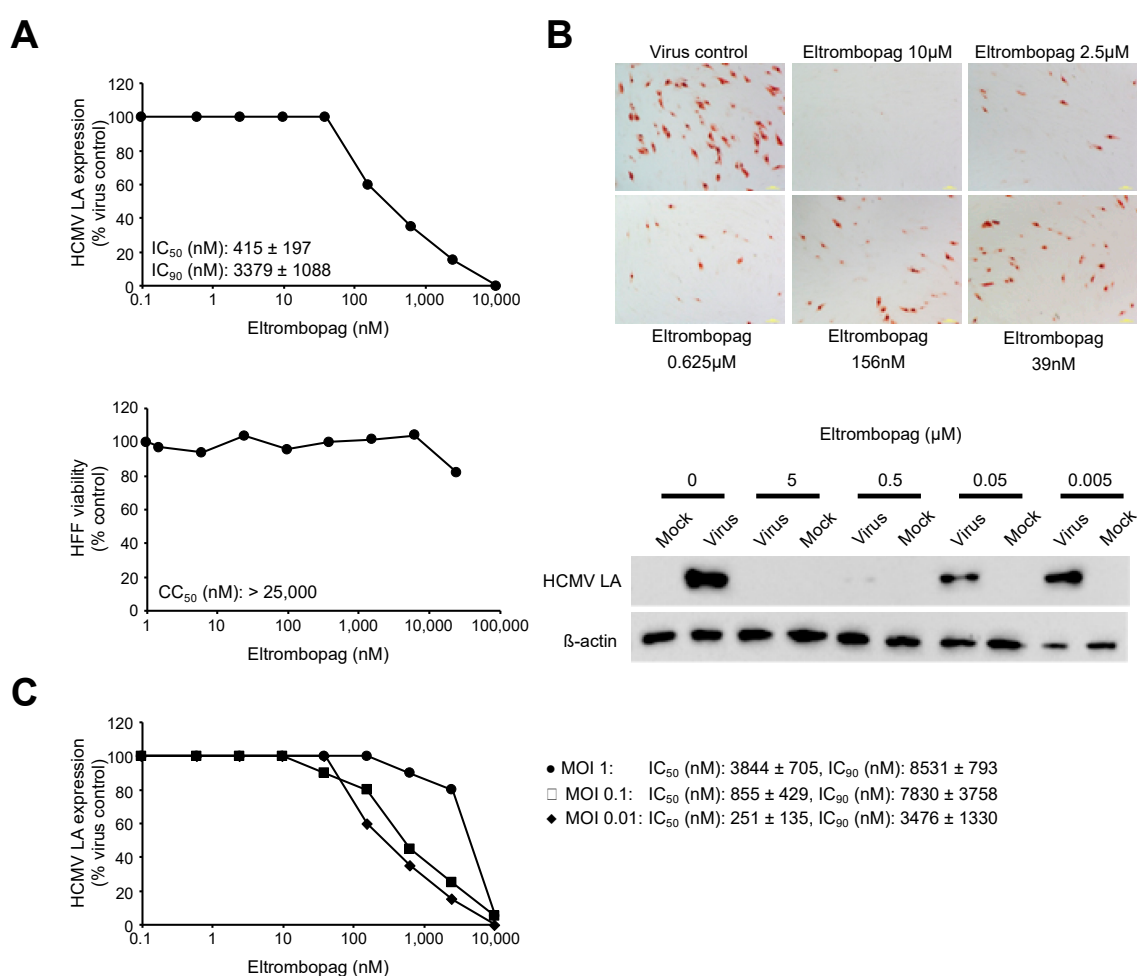 A
120
100
80
60
40
20
0
HCMV LA expression
(% virus control)
IC50 (nM): 415 ± 197
IC90 (nM): 3379 ± 1088
0.1 1 10 100 1,000 10,000
Eltrombopag (nM)
120
100
80
60
40
20
0
HFF viability
(% control)
CC50 (nM): > 25,000
1 10 100 1,000 10,000 100,000
Eltrombopag (nM)
B
Virus control Eltrombopag 10µM Eltrombopag 2.5µM
Eltrombopag Eltrombopag Eltrombopag
0.625µM 156nM 39nM
Eltrombopag (µM)
0 5 0.5 0.05 0.005
Mock Virus Virus Mock Virus Mock Virus Mock Virus Mock
HCMV LA
ß-actin
C
120
100
80
60
40
20
0
HCMV LA expression
(% virus control)
0.1 1 10 100 1,000 10,000
Eltrombopag (nM)
● MOI 1: IC50 (nM): 3844 ± 705, IC90 (nM): 8531 ± 793
□ MOI 0.1: IC50 (nM): 855 ± 429, IC90 (nM): 7830 ± 3758
◆ MOI 0.01: IC50 (nM): 251 ± 135, IC90 (nM): 3476 ± 1330